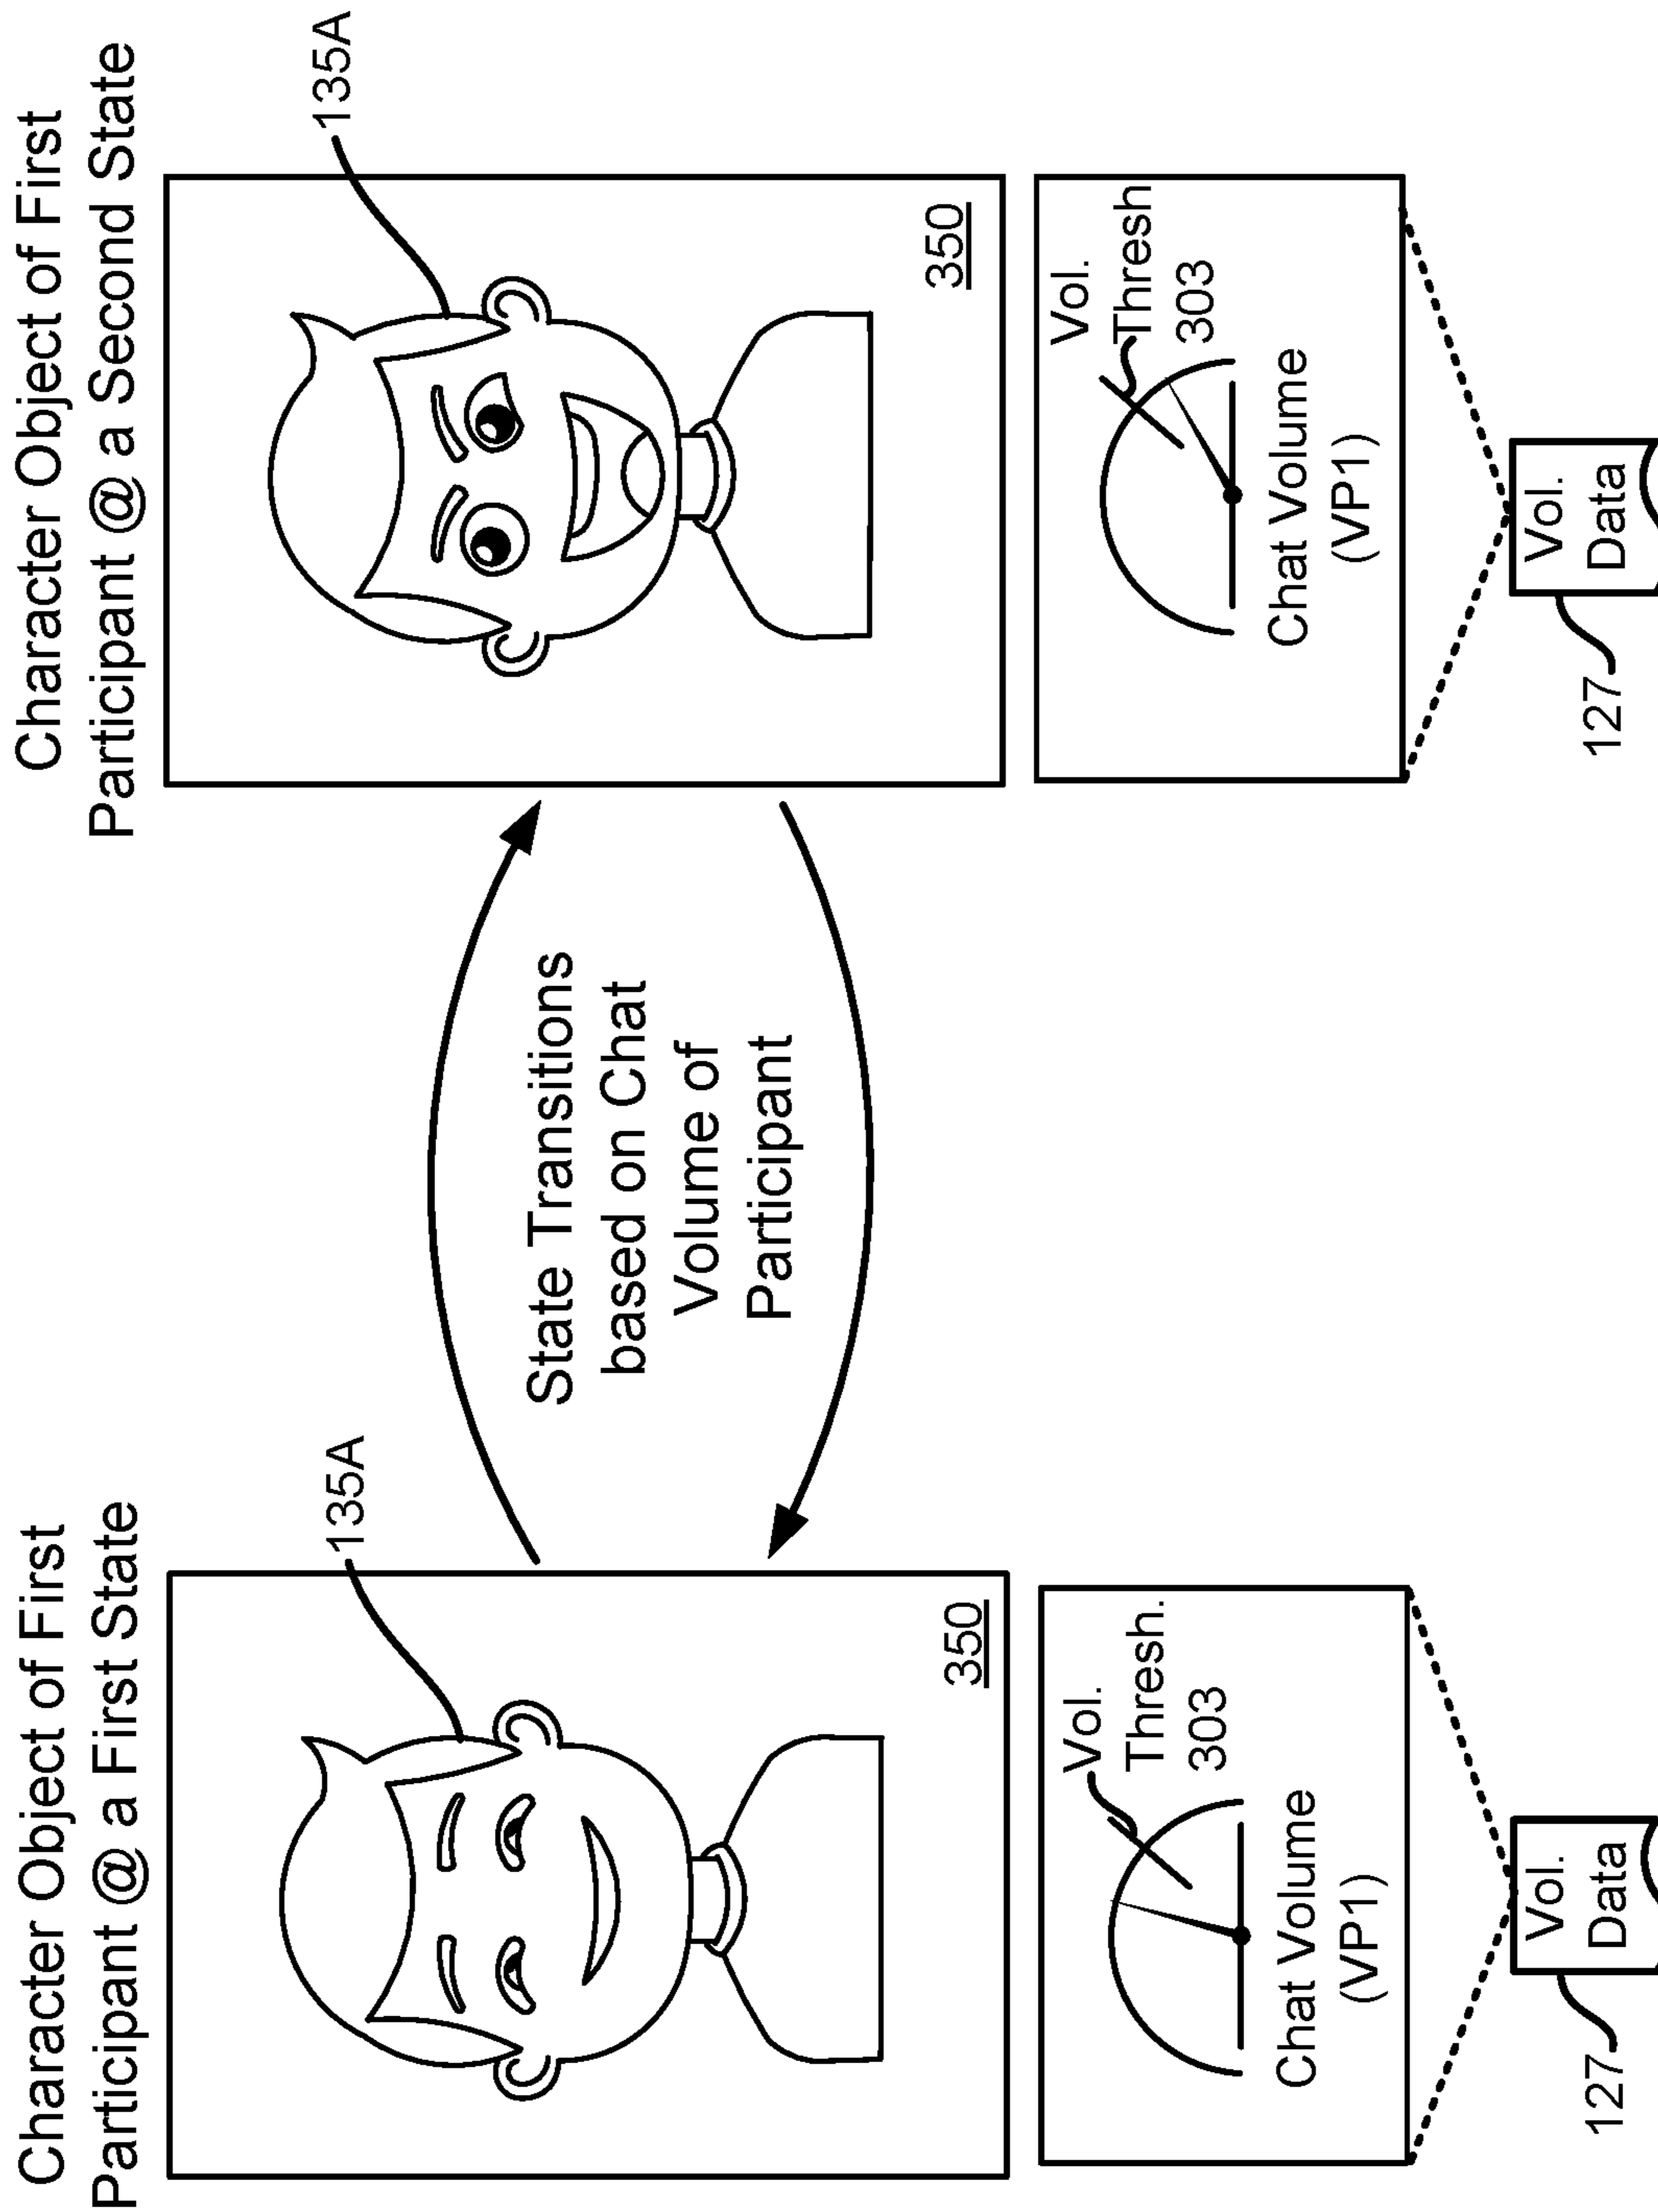 Character Object of First
Participant @ a First State
135A
350
Vol.
Thresh.
303
Chat Volume
(VP1)
127
Vol.
Data
State Transitions
based on Chat
Volume of
Participant
Character Object of First
Participant @ a Second State
135A
350
Vol.
Thresh
303
Chat Volume
(VP1)
127
Vol.
Data